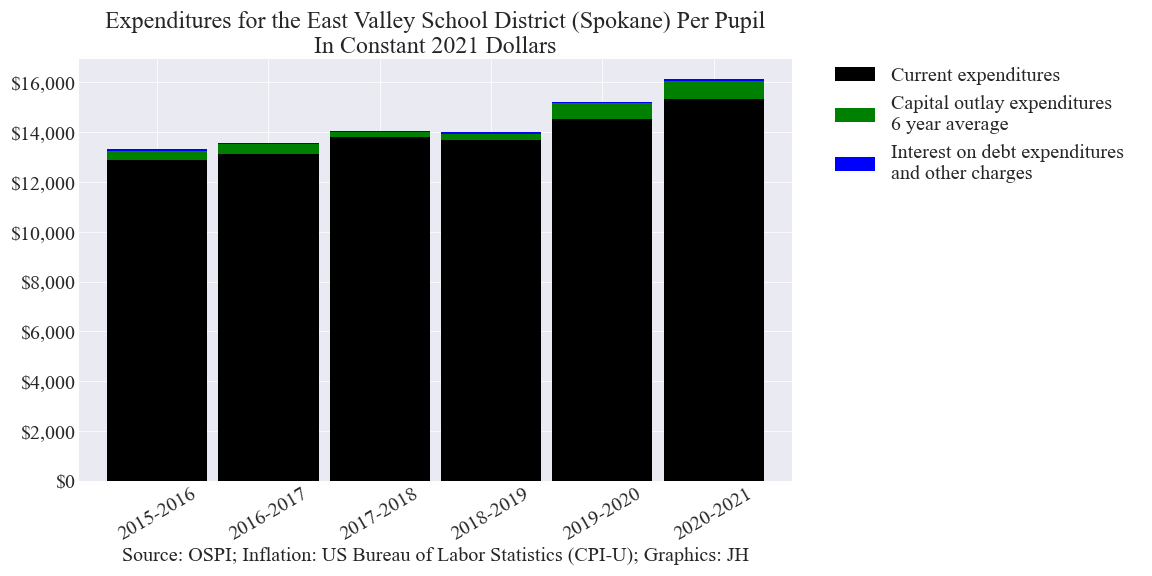 Expenditures for the East Valley School District (Spokane) Per Pupil
In Constant 2021 Dollars
$16,000
$14,000
$12,000
$10,000
$8,000
$6,000
$4,000
$2,000
$0
2015-2016
2016-2017
2017-2018
2018-2019
2019-2020
2020-2021
Source: OSPI; Inflation: US Bureau of Labor Statistics (CPI-U); Graphics: JH
Current expenditures
Capital outlay expenditures
6 year average
Interest on debt expenditures
and other charges